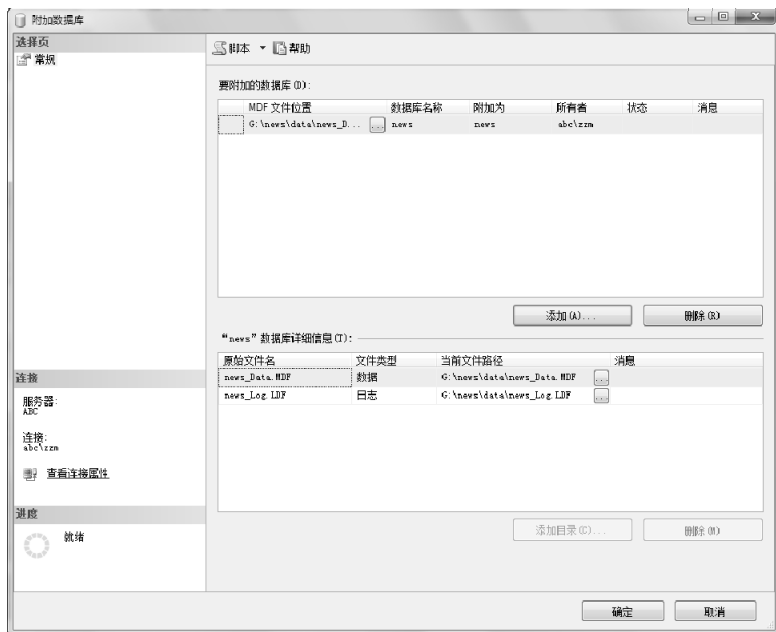 附加数据库
选择页
常规
脚本 帮助
要附加的数据库(D):
MDF 文件位置 数据库名称 附加为 所有者 状态 消息
G:\news\data\news_D... ... news news abc\zzm
添加(A)... 删除(R)
“news”数据库详细信息(T):
原始文件名 文件类型 当前文件路径 消息
news_Data.MDF 数据 G:\news\data\news_Data.MDF ...
news_Log.LDF 日志 G:\news\data\news_Log.LDF ...
连接
服务器:
ABC
连接:
abc\zzm
查看连接属性
进度
就绪
添加目录(C)... 删除(M)
确定 取消